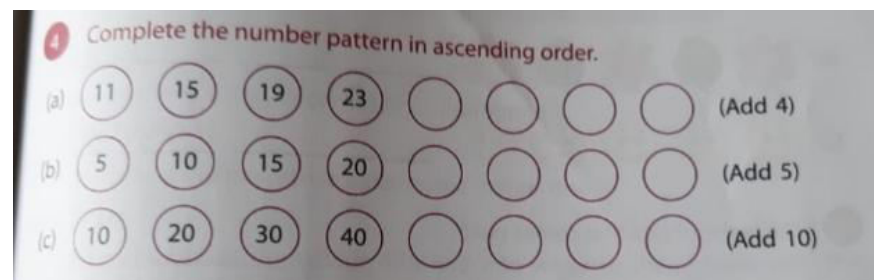 4 Complete the number pattern in ascending order.
(a) 11 15 19 23 (Add 4)
(b) 5 10 15 20 (Add 5)
(c) 10 20 30 40 (Add 10)